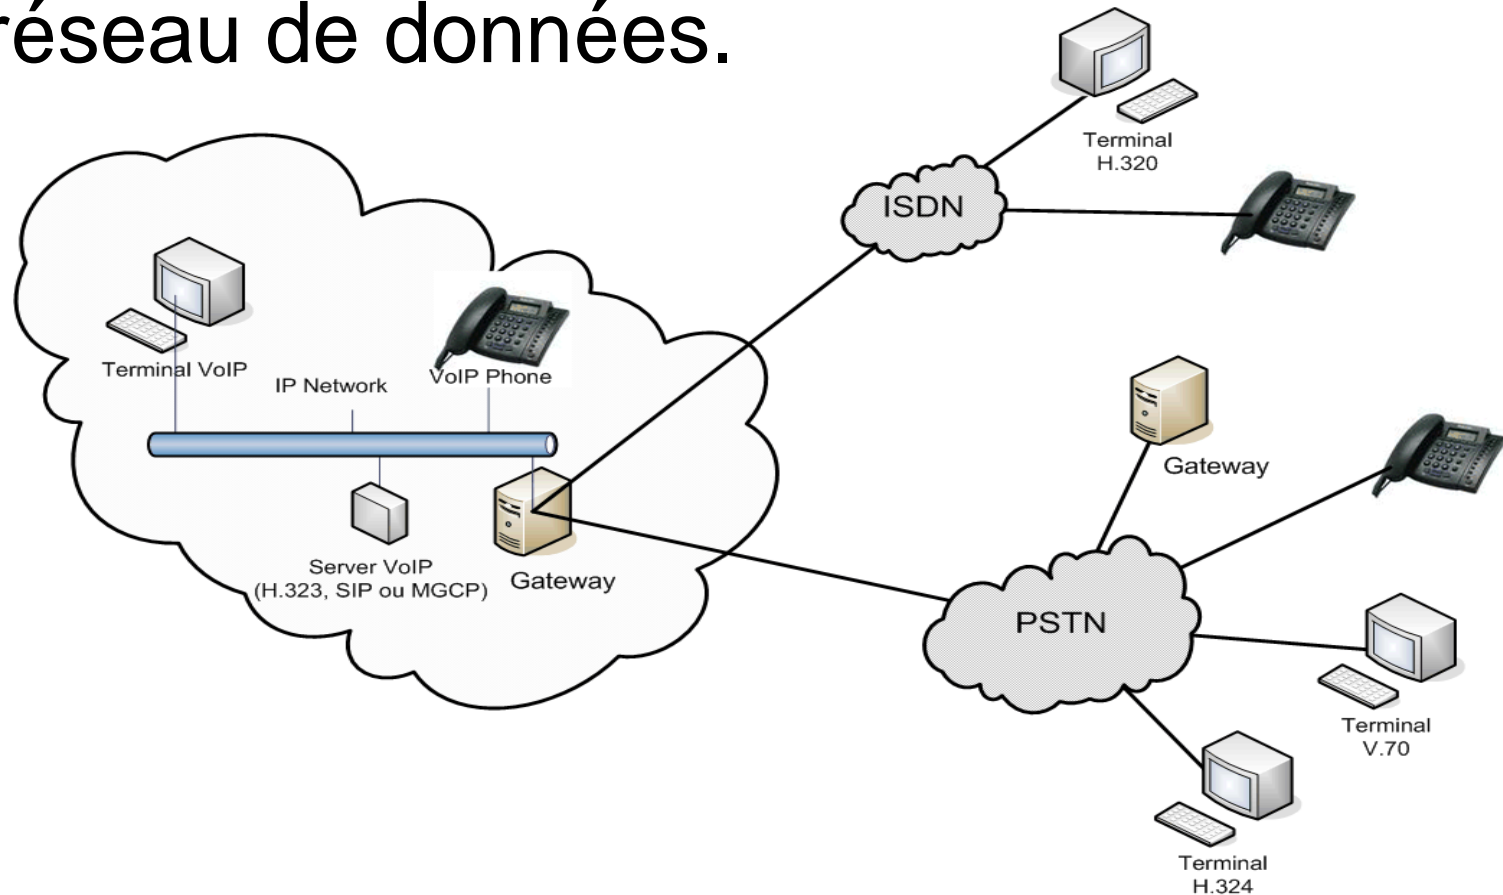 réseau de données.
Terminal
H.320
ISDN
Terminal VoIP
IP Network
VoIP Phone
Gateway
Server VoIP
(H.323, SIP ou MGCP)
Gateway
PSTN
Terminal
V.70
Terminal
H.324